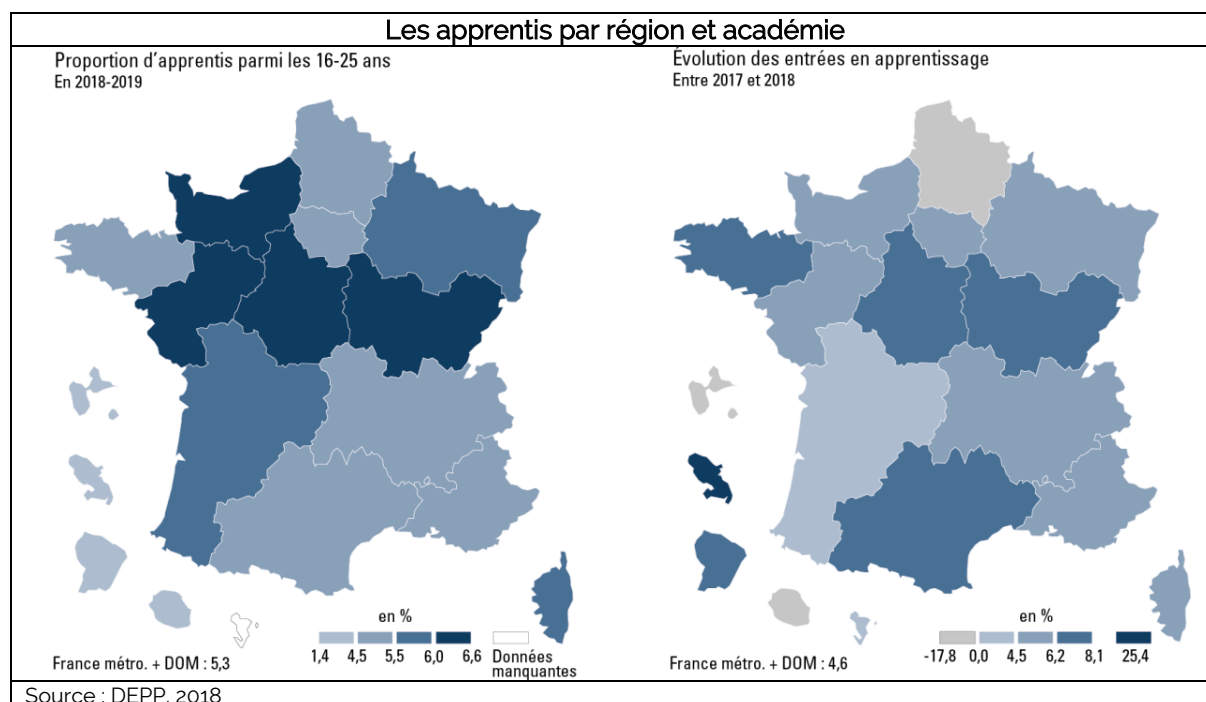 Les apprentis par région et académie
Proportion d'apprentis parmi les 16-25 ans
En 2018-2019
Évolution des entrées en apprentissage
Entre 2017 et 2018
en %
1,4 4,5 5,5 6,0 6,6
Données
manquantes
France métro. + DOM : 5,3
en %
-17,8 0,0 4,5 6,2 8,1 25,4
France métro. + DOM : 4,6
Source : DEPP, 2018